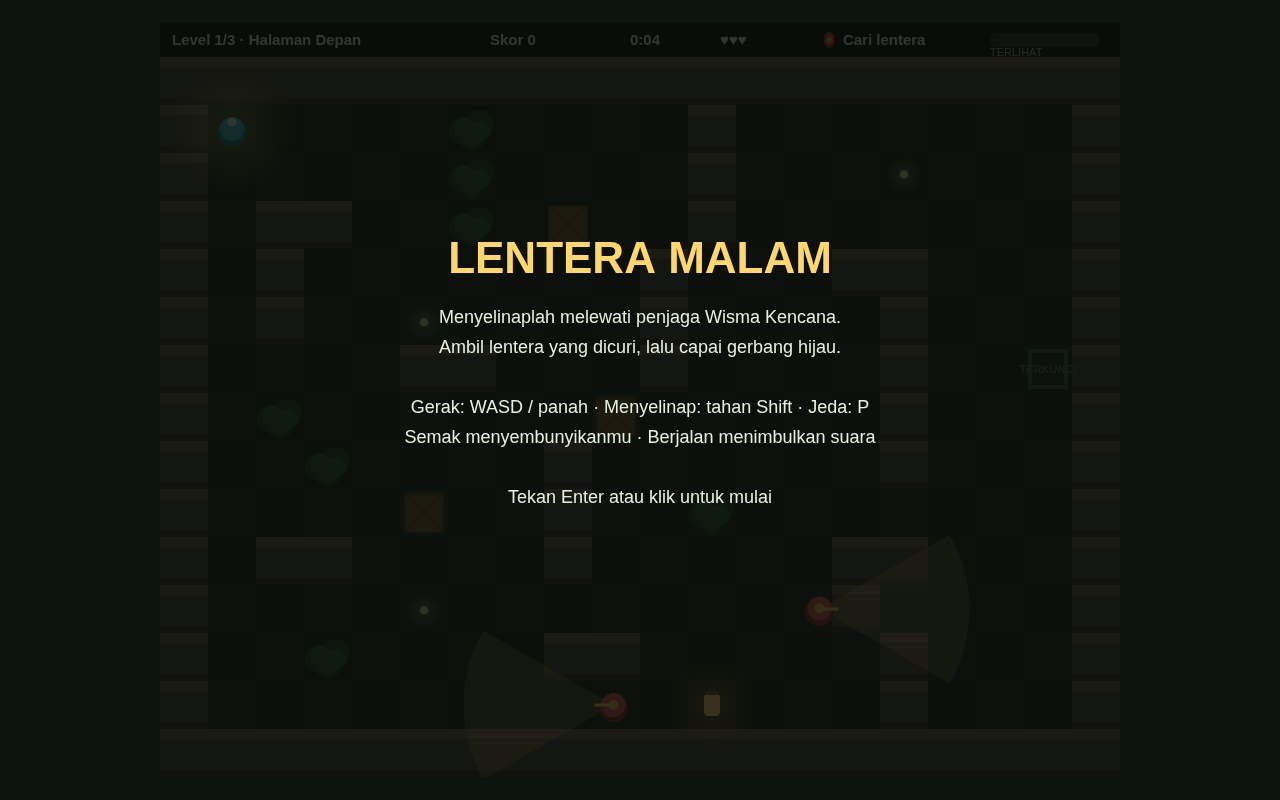 Level 1/3 · Halaman Depan Skor 0 0:04 ♥♥♥ Cari lentera
TERLIHAT
LENTERA MALAM
Menyelinaplah melewati penjaga Wisma Kencana.
Ambil lentera yang dicuri, lalu capai gerbang hijau.
TERKUNCI
Gerak: WASD / panah · Menyelinap: tahan Shift · Jeda: P
Semak menyembunyikanmu · Berjalan menimbulkan suara
Tekan Enter atau klik untuk mulai